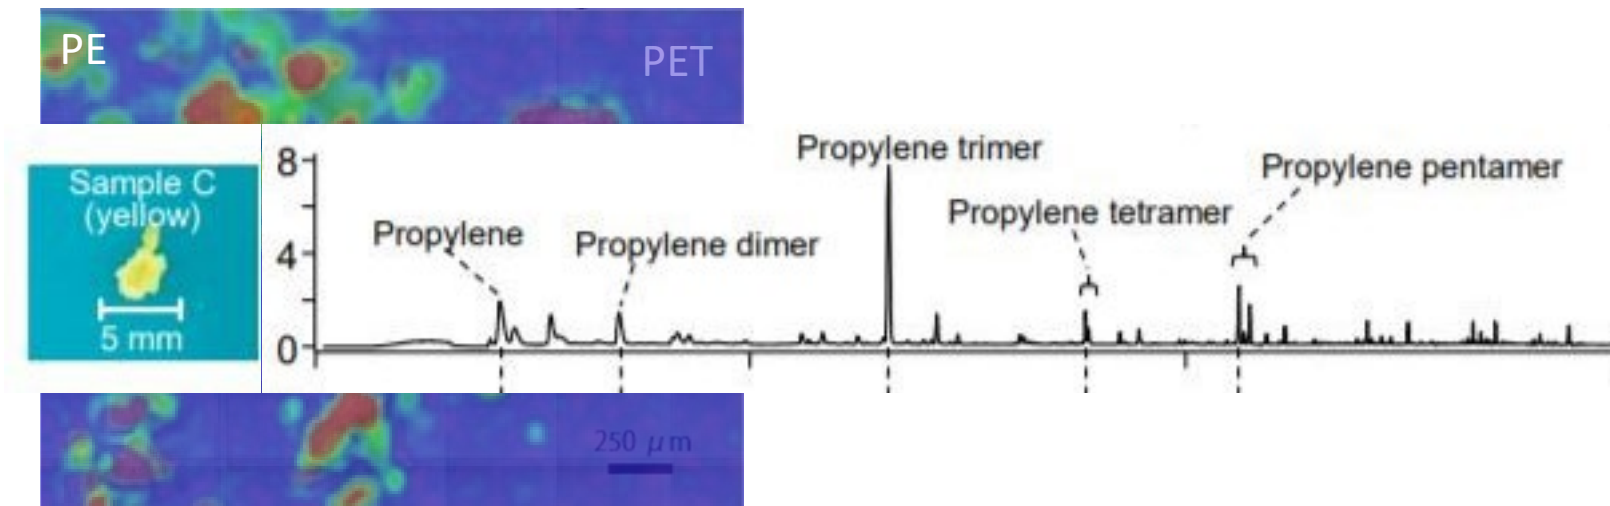 PE
PET
Sample C
(yellow)
5 mm
8
4
0
Propylene
Propylene dimer
Propylene trimer
Propylene tetramer
Propylene pentamer
250 μm